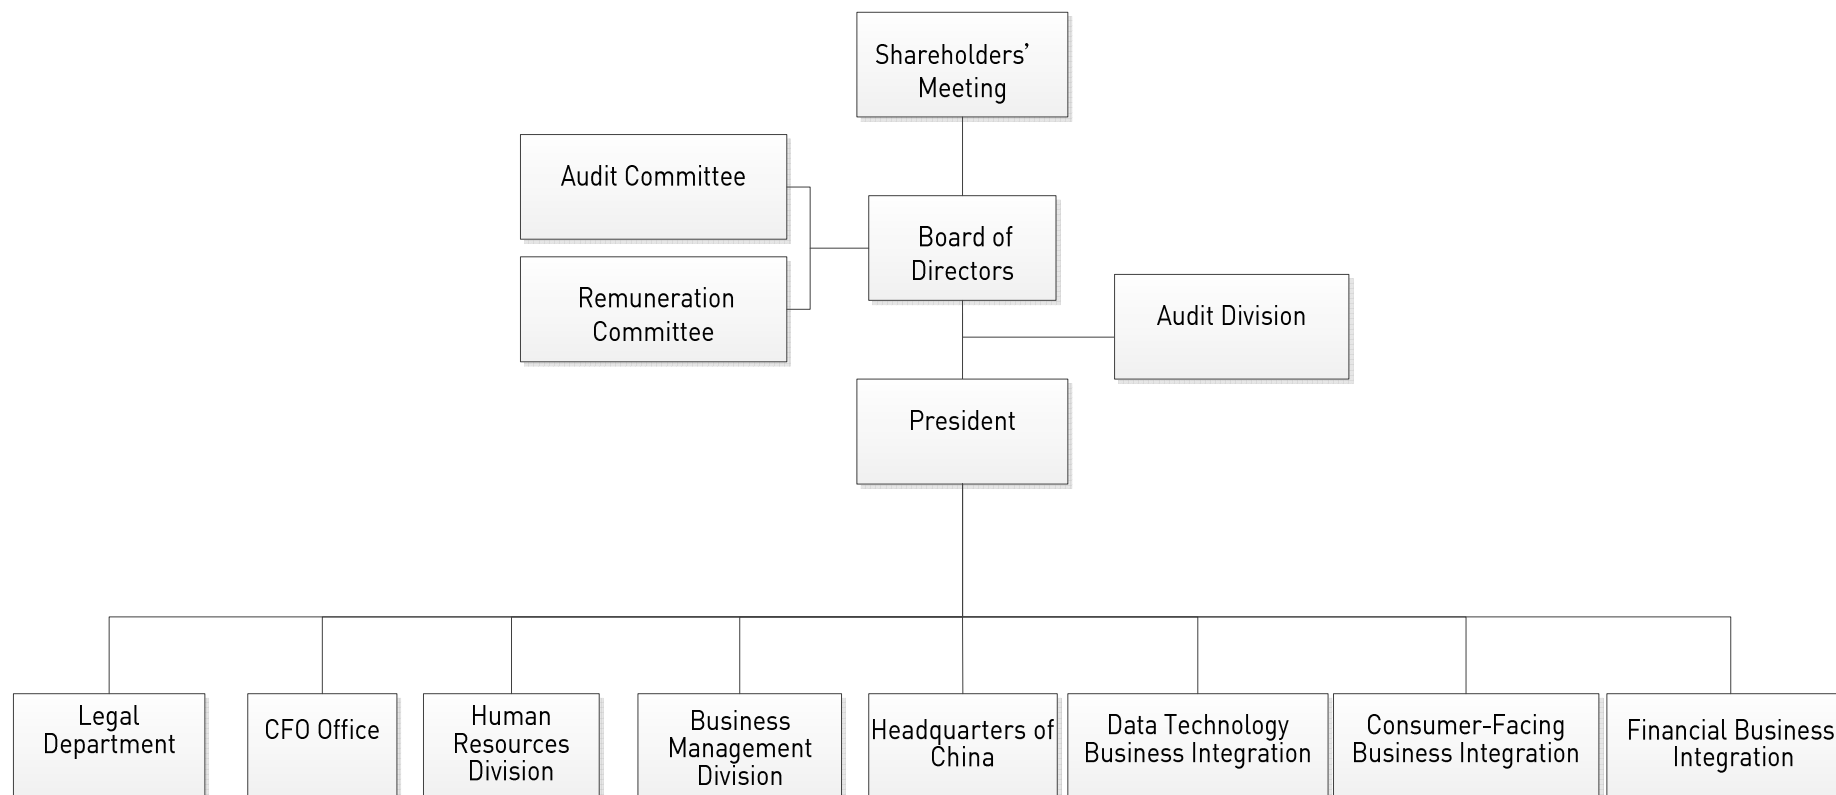 Shareholders’
Meeting
Audit Committee
Board of
Directors
Remuneration
Committee
Audit Division
President
Legal
Department
CFO Office
Human
Resources
Division
Business
Management
Division
Headquarters of
China
Data Technology
Business Integration
Consumer-Facing
Business Integration
Financial Business
Integration